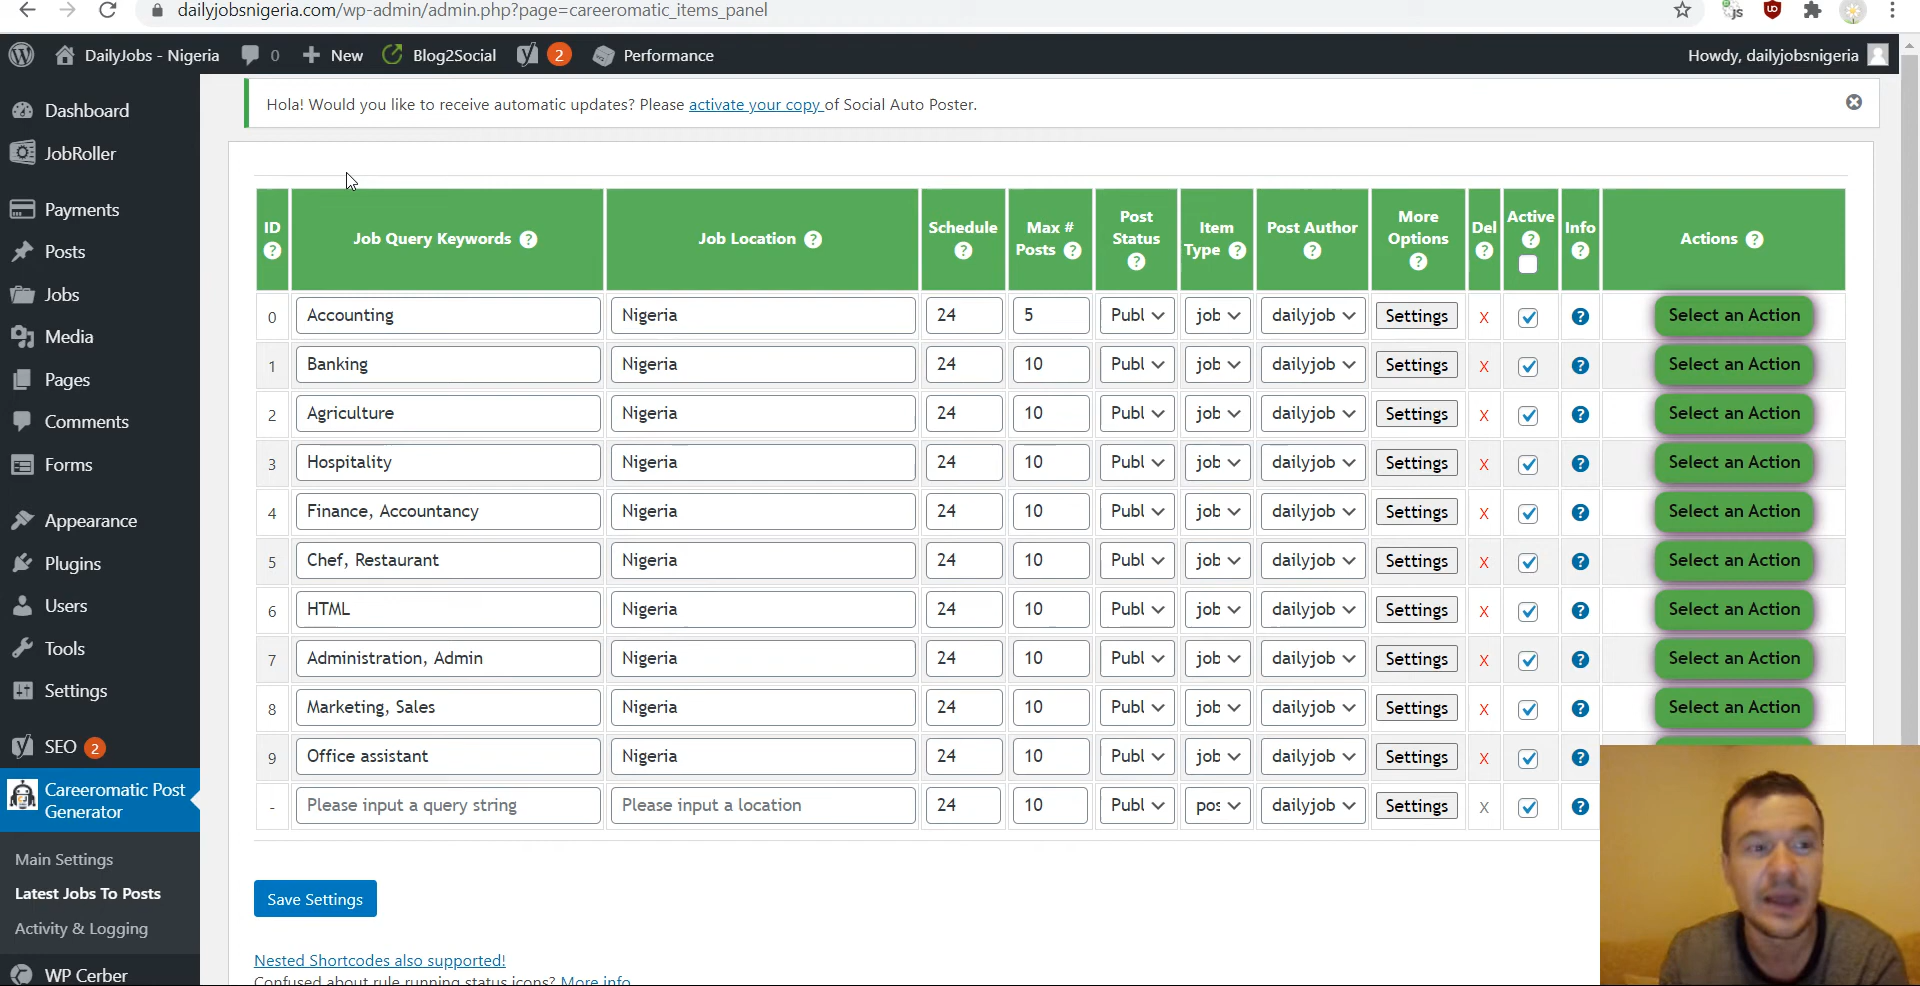 dailyjobsnigeria.com/wp-admin/admin.php?page=careeromatic_items_panel
DailyJobs - Nigeria 0 New Blog2Social 2 Performance Howdy, dailyjobsnigeria
Hola! Would you like to receive automatic updates? Please activate your copy of Social Auto Poster.
Dashboard
JobRoller
Payments
Posts
Jobs
Media
Pages
Comments
Forms
Appearance
Plugins
Users
Tools
Settings
SEO 2
Careeromatic Post
Generator
Main Settings
Latest Jobs To Posts
Activity & Logging
WP Cerber
ID Job Query Keywords Job Location Schedule Max # Posts Post Status Item Type Post Author More Options Del Active Info Actions
0 Accounting Nigeria 24 5 Publ job dailyjob Settings X Select an Action
1 Banking Nigeria 24 10 Publ job dailyjob Settings X Select an Action
2 Agriculture Nigeria 24 10 Publ job dailyjob Settings X Select an Action
3 Hospitality Nigeria 24 10 Publ job dailyjob Settings X Select an Action
4 Finance, Accountancy Nigeria 24 10 Publ job dailyjob Settings X Select an Action
5 Chef, Restaurant Nigeria 24 10 Publ job dailyjob Settings X Select an Action
6 HTML Nigeria 24 10 Publ job dailyjob Settings X Select an Action
7 Administration, Admin Nigeria 24 10 Publ job dailyjob Settings X Select an Action
8 Marketing, Sales Nigeria 24 10 Publ job dailyjob Settings X Select an Action
9 Office assistant Nigeria 24 10 Publ job dailyjob Settings X
- Please input a query string Please input a location 24 10 Publ pos dailyjob Settings X
Save Settings
Nested Shortcodes also supported!
Confused about rule running status icons? More info